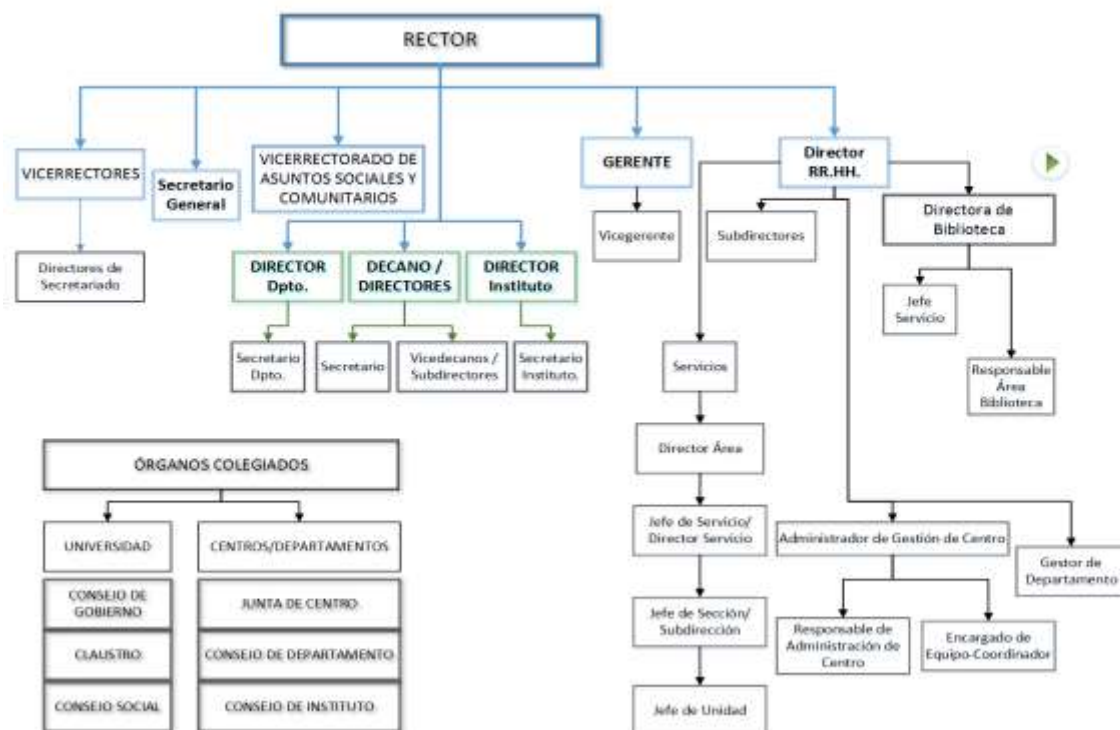 RECTOR
VICERRECTORES
Secretario
General
VICERRECTORADO DE
ASUNTOS SOCIALES Y
COMUNITARIOS
GERENTE
Director
RR.HH.
Directores de
Secretariado
DIRECTOR
Dpto.
DECANO /
DIRECTORES
DIRECTOR
Instituto
Vicegerente
Subdirectores
Directora de
Biblioteca
Secretario
Dpto.
Secretario
Vicedecanos /
Subdirectores
Secretario
Instituto.
Servicios
Jefe
Servicio
Responsable
Área
Biblioteca
Director Área
Jefe de Servicio/
Director Servicio
Administrador de Gestión de Centro
Gestor de
Departamento
Jefe de Sección/
Subdirección
Responsable de
Administración de
Centro
Encargado de
Equipo-Coordinador
Jefe de Unidad
ÓRGANOS COLEGIADOS
UNIVERSIDAD
CENTROS/DEPARTAMENTOS
CONSEJO DE
GOBIERNO
JUNTA DE CENTRO
CLAUSTRO
CONSEJO DE DEPARTAMENTO
CONSEJO SOCIAL
CONSEJO DE INSTITUTO